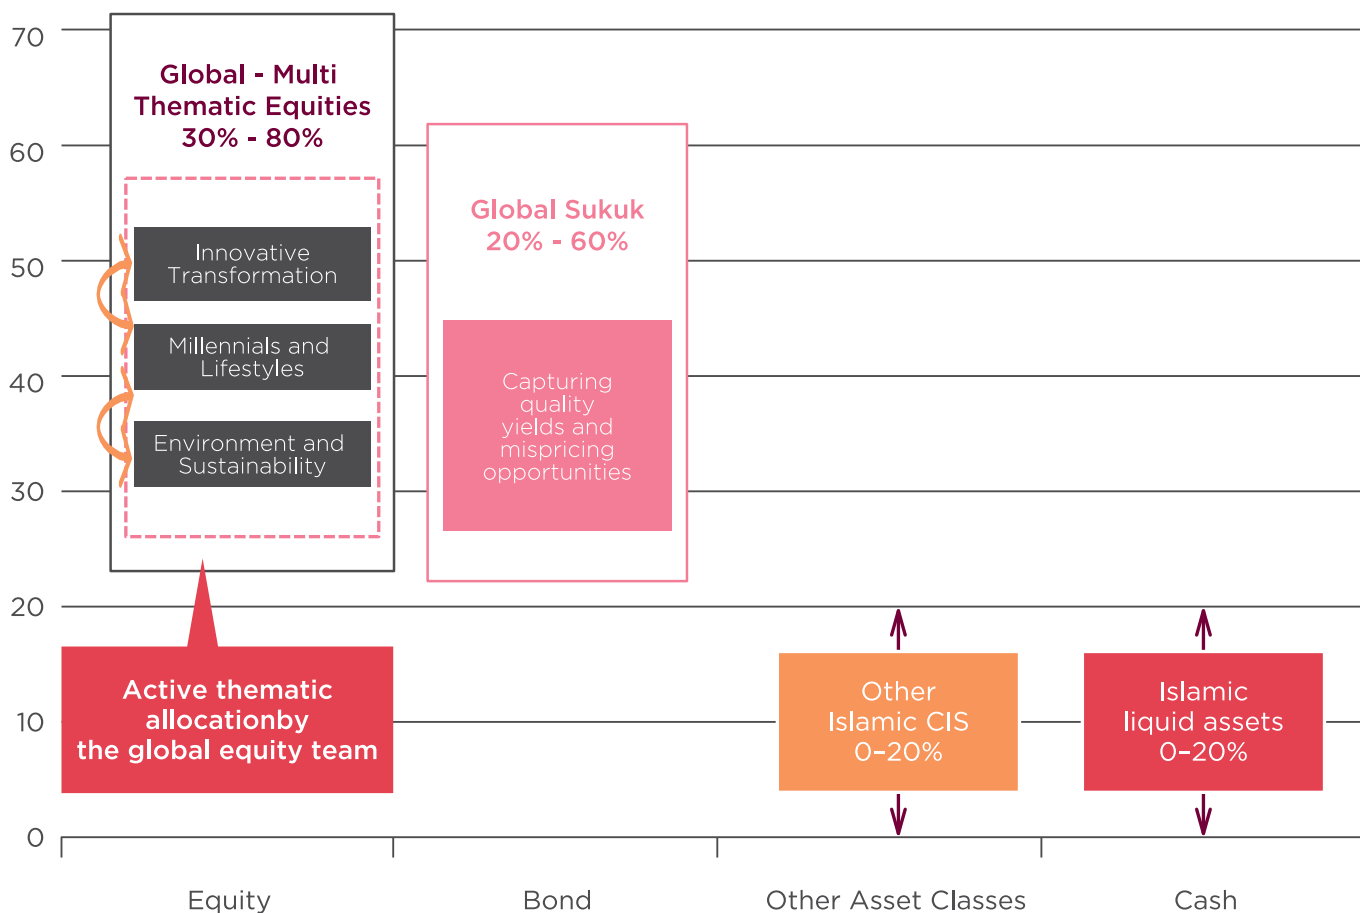 70
60
50
40
30
20
10
0
Global - Multi
Thematic Equities
30% - 80%
Innovative
Transformation
Millennials and
Lifestyles
Environment and
Sustainability
Active thematic
allocationby
the global equity team
Global Sukuk
20% - 60%
Capturing
quality
yields and
mispricing
opportunities
Other
Islamic CIS
0–20%
Islamic
liquid assets
0–20%
Equity
Bond
Other Asset Classes
Cash